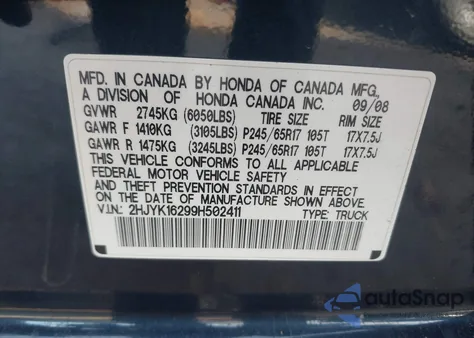 MFD. IN CANADA BY HONDA OF CANADA MFG.,
A DIVISION OF HONDA CANADA INC. 09/08
GVWR 2745KG (6050LBS) TIRE SIZE RIM SIZE
GAWR F 1410KG (3105LBS) P245/65R17 105T 17X7.5J
GAWR R 1475KG (3245LBS) P245/65R17 105T 17X7.5J
THIS VEHICLE CONFORMS TO ALL APPLICABLE
FEDERAL MOTOR VEHICLE SAFETY
AND THEFT PREVENTION STANDARDS IN EFFECT
ON THE DATE OF MANUFACTURE SHOWN ABOVE.
V.I.N.: 2HJYK16299H502411 TYPE: TRUCK
autoSnap